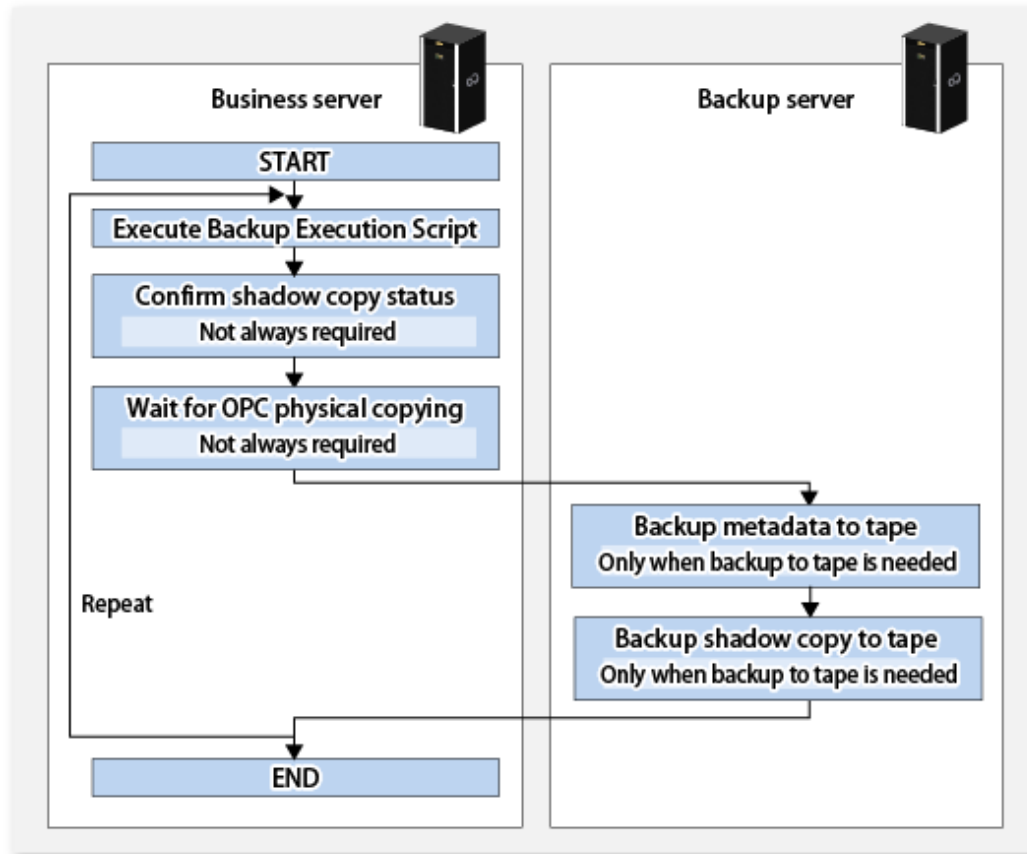 Business server
Backup server
START
Execute Backup Execution Script
Confirm shadow copy status
Not always required
Wait for OPC physical copying
Not always required
Backup metadata to tape
Only when backup to tape is needed
Repeat
Backup shadow copy to tape
Only when backup to tape is needed
END